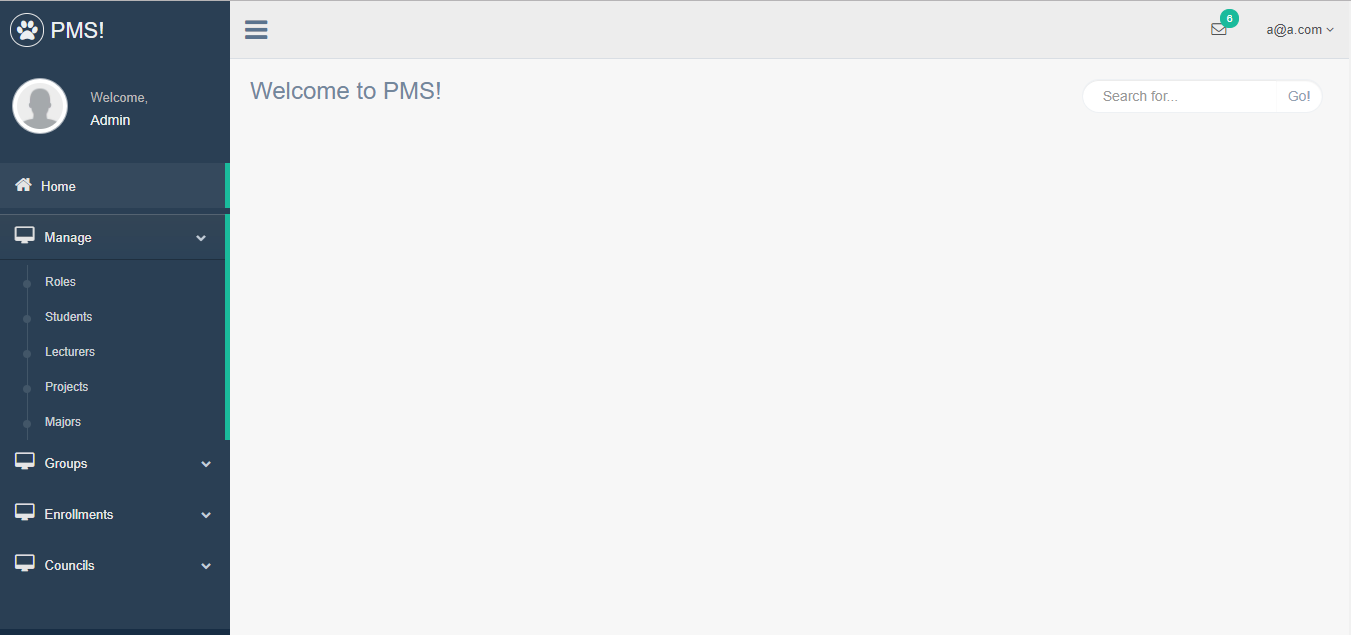 PMS!
6
a@a.com
Welcome,
Admin
Welcome to PMS!
Search for...
Go!
Home
Manage
Roles
Students
Lecturers
Projects
Majors
Groups
Enrollments
Councils